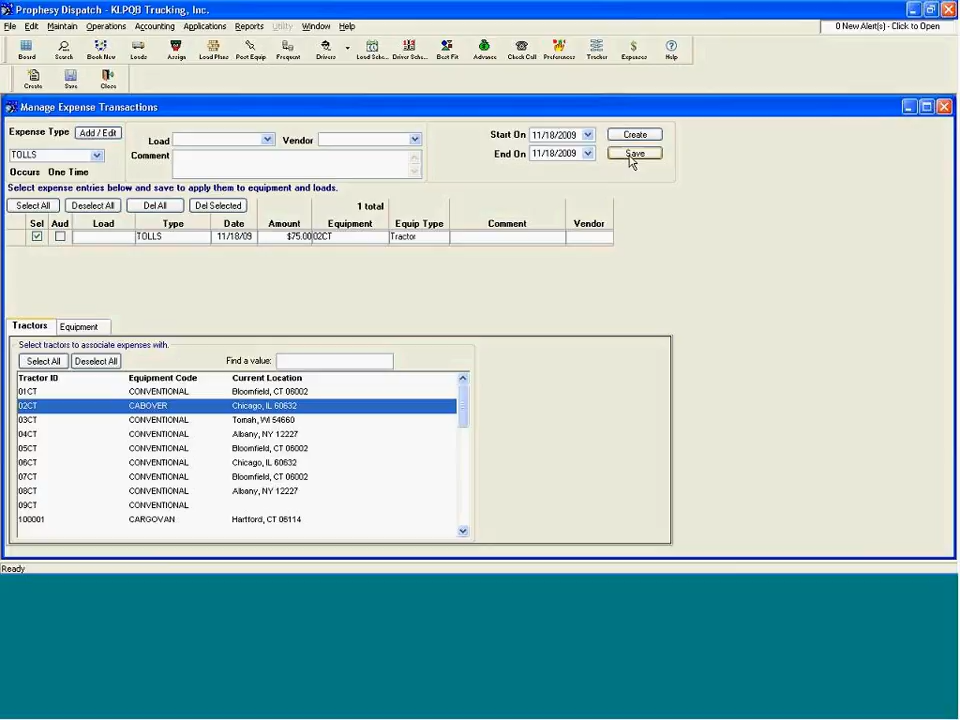 Prophesy Dispatch - KLPQB Trucking, Inc.
File Edit Maintain Operations Accounting Applications Reports Utility Window Help
0 New Alert(s) - Click to Open
Board Search Book New Loads Assign Load Plans Post Equip Frequent Drivers Load Sche... Driver Sche... Best Fit Advance Check Call Preferences Tracker Expenses Help
Create Save Close
Manage Expense Transactions
Expense Type Add / Edit Load Vendor Start On 11/18/2009 Create
TOLLS Comment End On 11/18/2009 Save
Occurs One Time
Select expense entries below and save to apply them to equipment and loads.
Select All Deselect All Del All Del Selected 1 total
Sel Aud Load Type Date Amount Equipment Equip Type Comment Vendor
TOLLS 11/18/09 $75.00 02CT Tractor
Tractors Equipment
Select tractors to associate expenses with.
Select All Deselect All Find a value:
Tractor ID Equipment Code Current Location
01CT CONVENTIONAL Bloomfield, CT 06002
02CT CABOVER Chicago, IL 60632
03CT CONVENTIONAL Tomah, WI 54660
04CT CONVENTIONAL Albany, NY 12227
05CT CONVENTIONAL Bloomfield, CT 06002
06CT CONVENTIONAL Chicago, IL 60632
07CT CONVENTIONAL Bloomfield, CT 06002
08CT CONVENTIONAL Albany, NY 12227
09CT CONVENTIONAL
100001 CARGOVAN Hartford, CT 06114
Ready